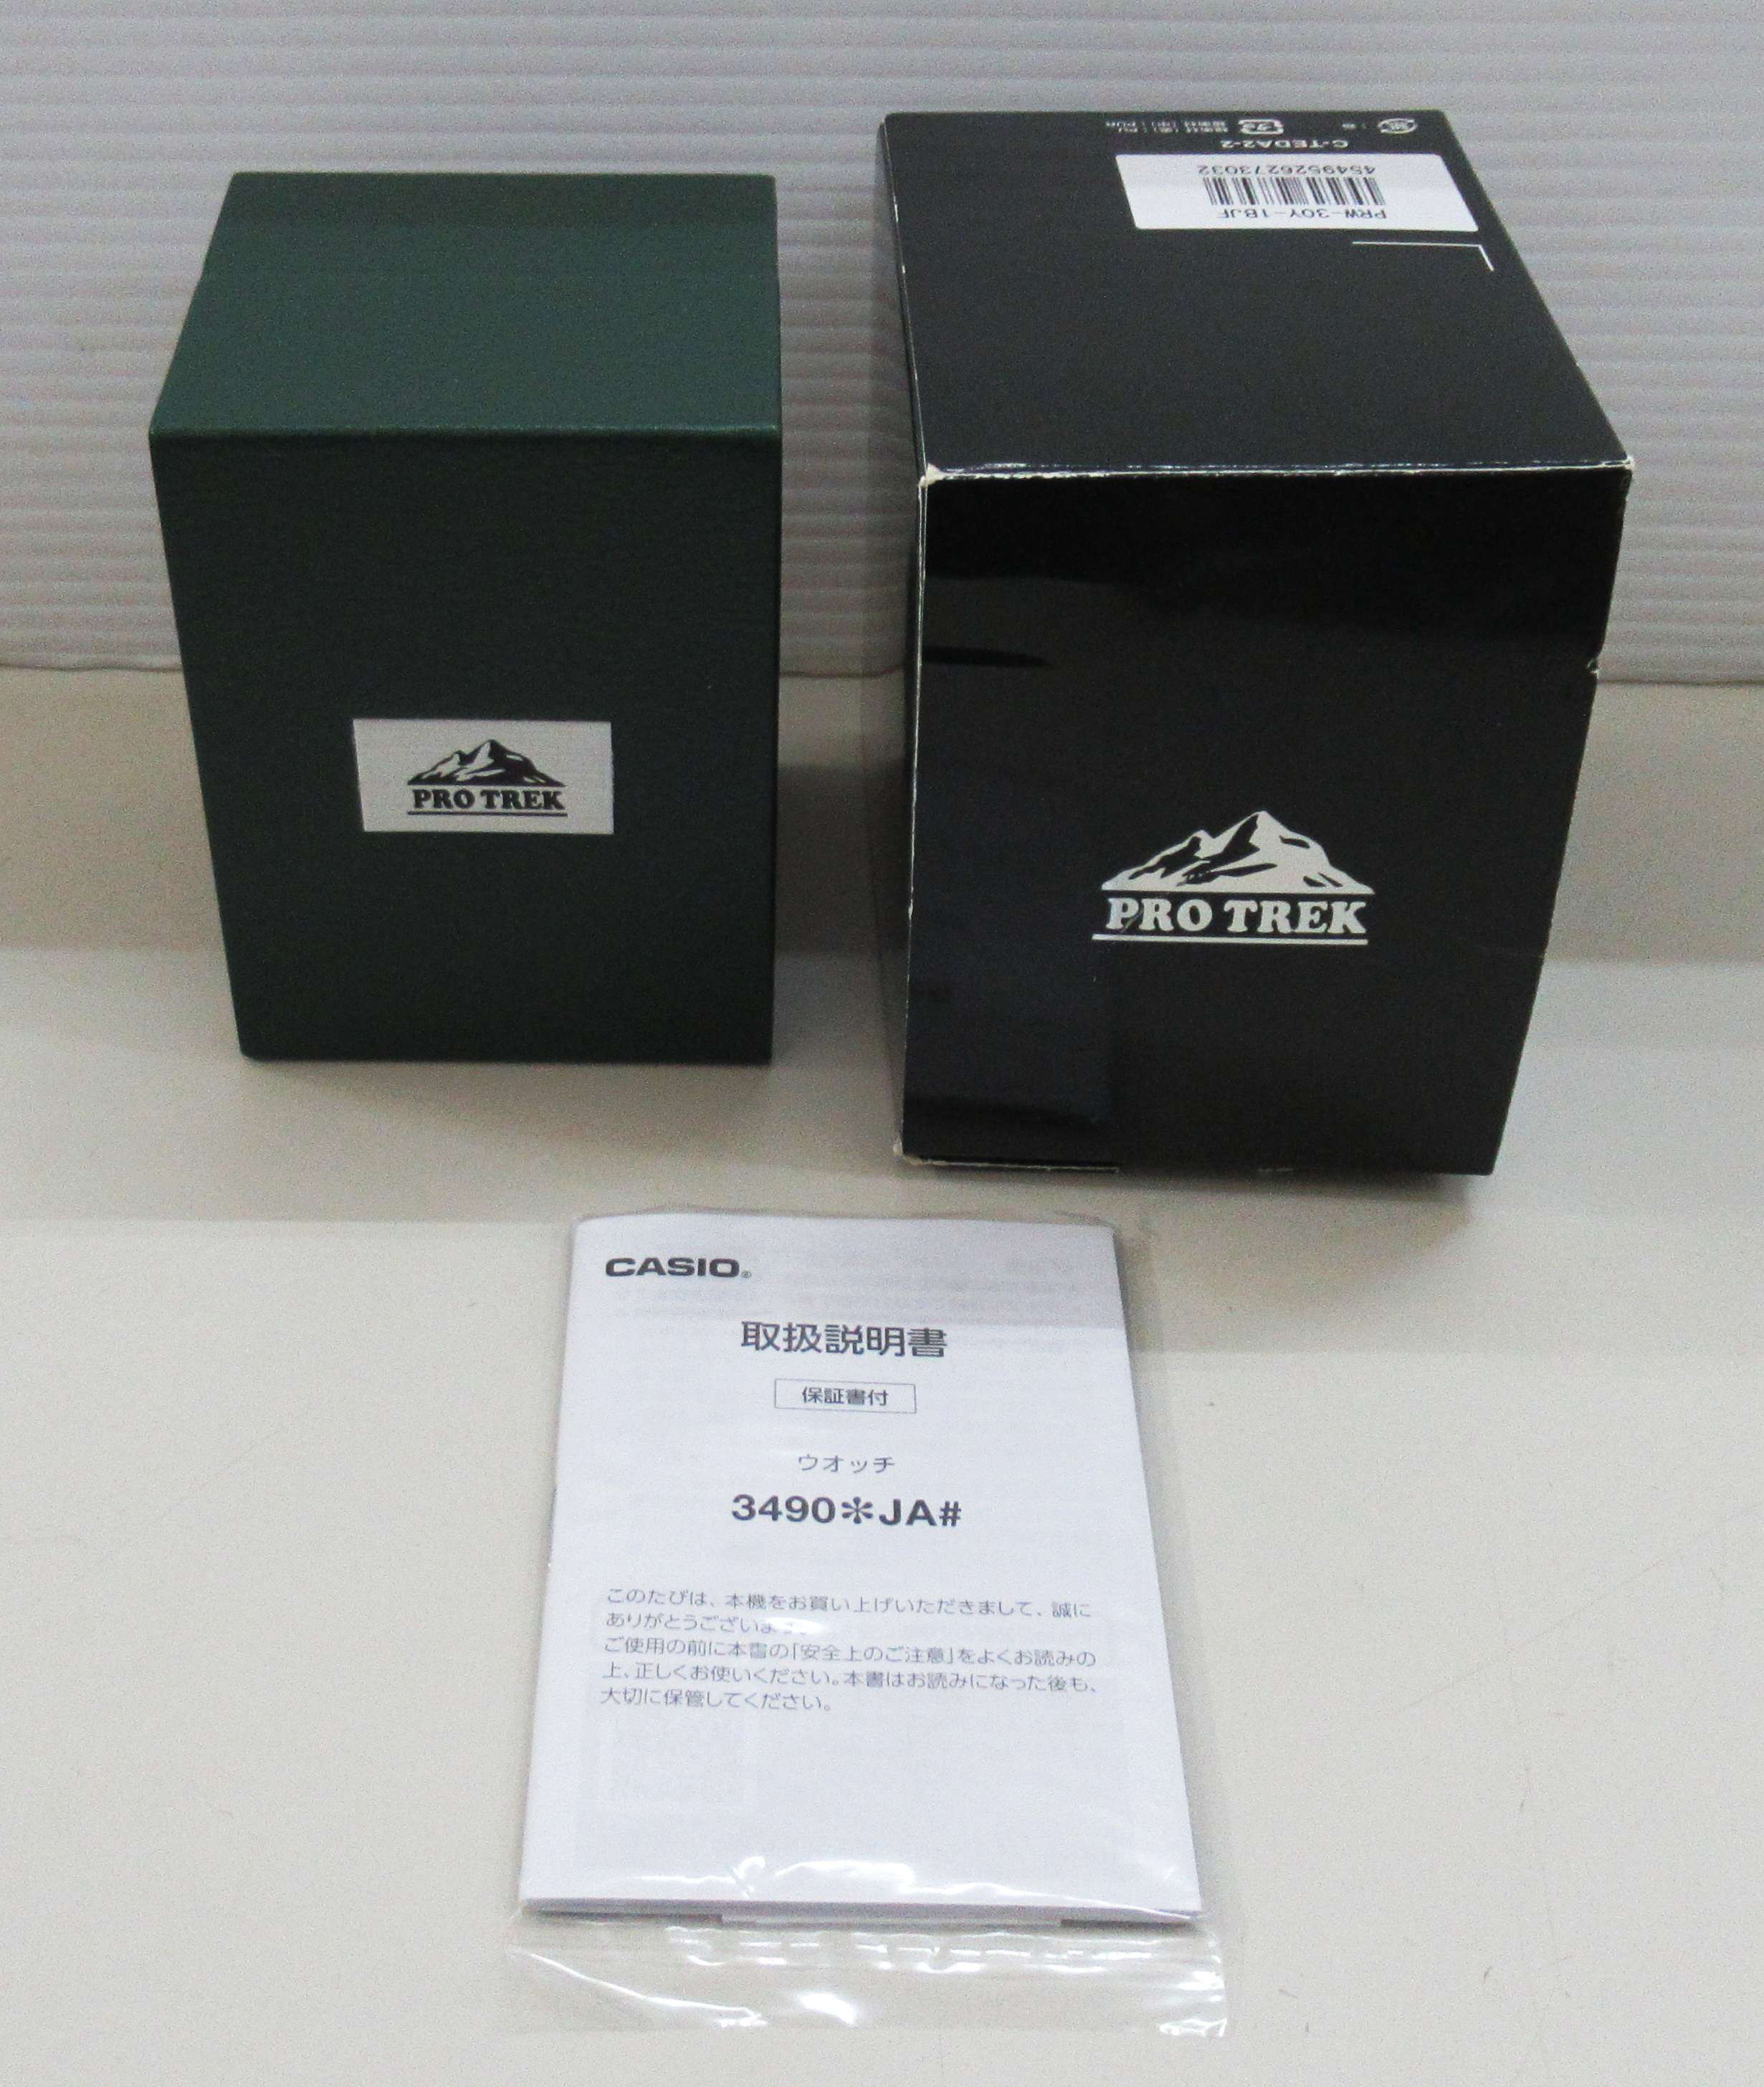 C-TEDA2-2
PRW-30Y-1BJF
4549526273032
PRO TREK
PRO TREK
CASIO
取扱説明書
保証書付
ウオッチ
3490✻JA#
このたびは、本機をお買い上げいただきまして、誠に
ありがとうございま
ご使用の前に本書の「安全上のご注意」をよくお読みの
上、正しくお使いください。本書はお読みになった後も、
大切に保管してください。